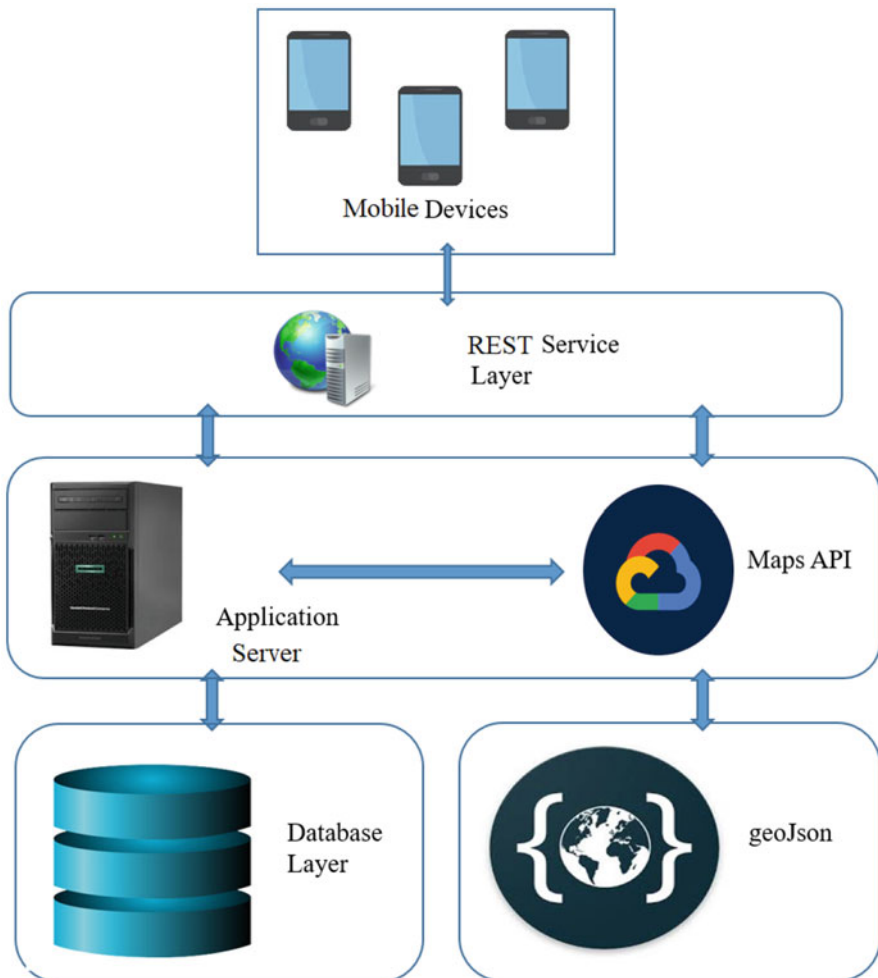 Mobile Devices
REST Service
Layer
Maps API
Application
Server
Database
Layer
geoJson